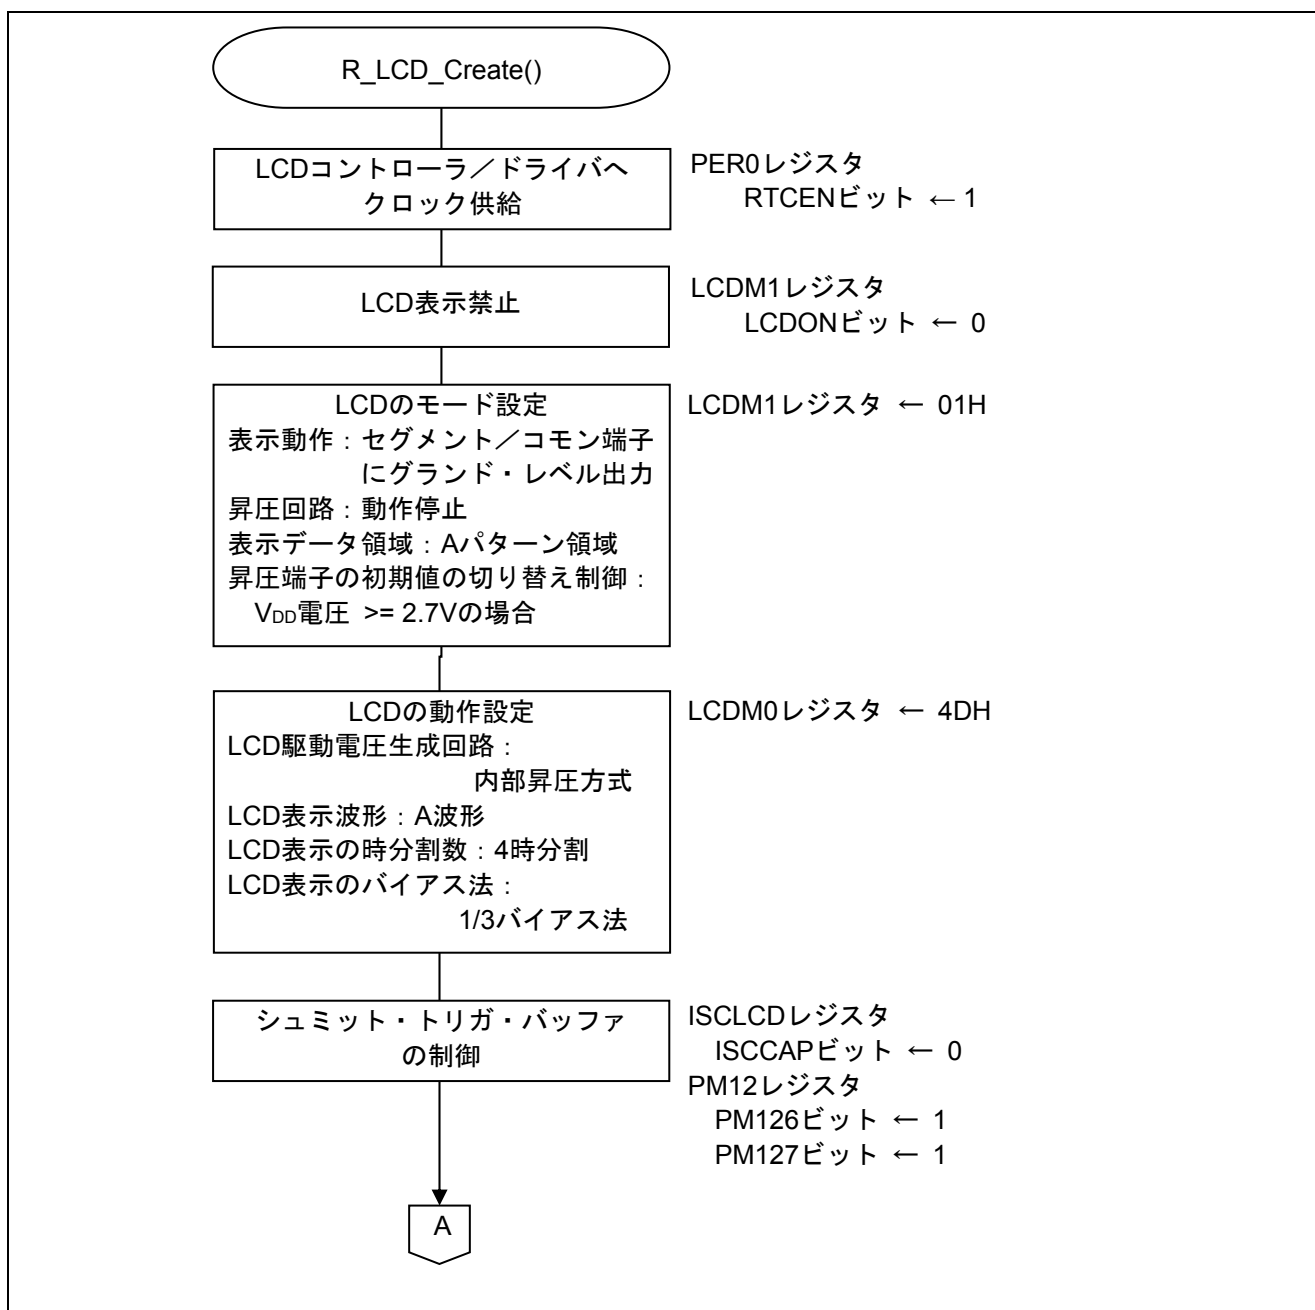 R_LCD_Create()
LCDコントローラ／ドライバへ
クロック供給
PER0レジスタ
RTCENビット ← 1
LCD表示禁止
LCDM1レジスタ
LCDONビット ← 0
LCDのモード設定
表示動作：セグメント／コモン端子
にグランド・レベル出力
昇圧回路：動作停止
表示データ領域：Aパターン領域
昇圧端子の初期値の切り替え制御：
VDD電圧 >= 2.7Vの場合
LCDM1レジスタ ← 01H
LCDの動作設定
LCD駆動電圧生成回路：
内部昇圧方式
LCD表示波形：A波形
LCD表示の時分割数：4時分割
LCD表示のバイアス法：
1/3バイアス法
LCDM0レジスタ ← 4DH
シュミット・トリガ・バッファ
の制御
ISCLCDレジスタ
ISCCAPビット ← 0
PM12レジスタ
PM126ビット ← 1
PM127ビット ← 1
A